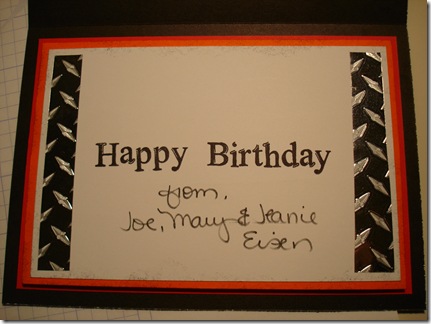 Happy Birthday
from,
Joe, Mary & Jeanie
Eisen